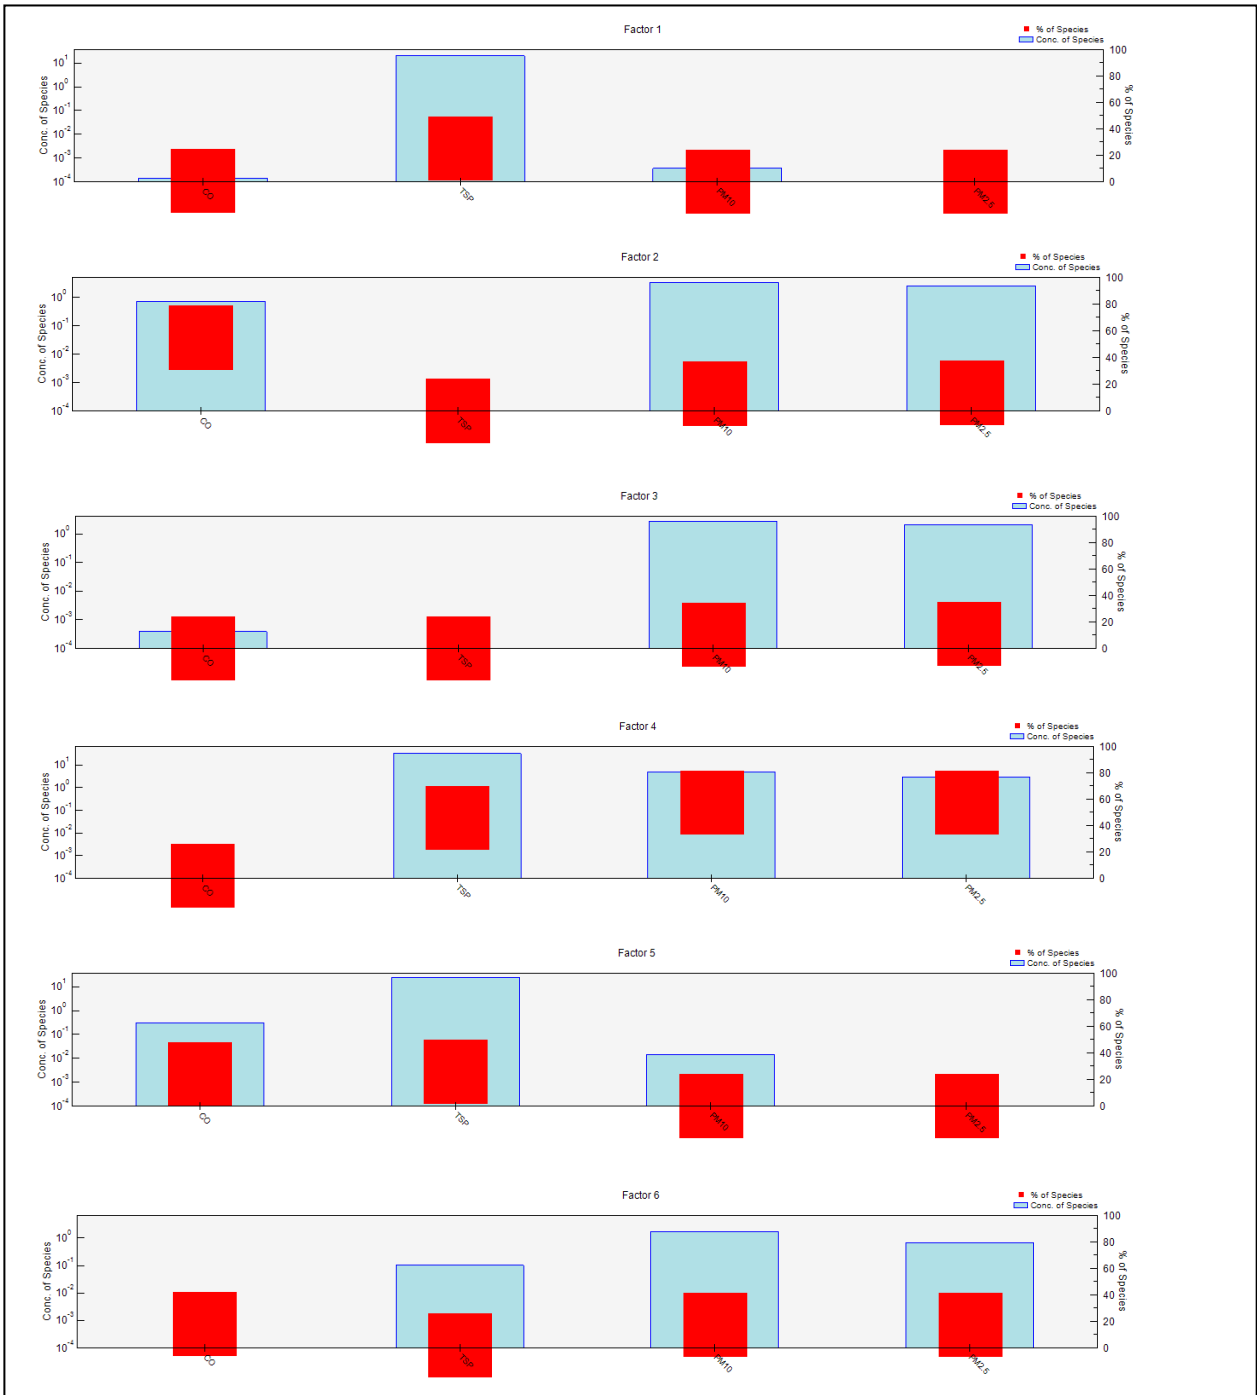 Factor 1
% of Species
Conc. of Species
Conc. of Species
10^1
10^0
10^-1
10^-2
10^-3
10^-4
100
80
60
40
20
0
% of Species
CO
TSP
PM10
PM2.5
Factor 2
% of Species
Conc. of Species
Conc. of Species
10^0
10^-1
10^-2
10^-3
10^-4
100
80
60
40
20
0
% of Species
CO
TSP
PM10
PM2.5
Factor 3
% of Species
Conc. of Species
Conc. of Species
10^0
10^-1
10^-2
10^-3
10^-4
100
80
60
40
20
0
% of Species
CO
TSP
PM10
PM2.5
Factor 4
% of Species
Conc. of Species
Conc. of Species
10^1
10^0
10^-1
10^-2
10^-3
10^-4
100
80
60
40
20
0
% of Species
CO
TSP
PM10
PM2.5
Factor 5
% of Species
Conc. of Species
Conc. of Species
10^1
10^0
10^-1
10^-2
10^-3
10^-4
100
80
60
40
20
0
% of Species
CO
TSP
PM10
PM2.5
Factor 6
% of Species
Conc. of Species
Conc. of Species
10^0
10^-1
10^-2
10^-3
10^-4
100
80
60
40
20
0
% of Species
CO
TSP
PM10
PM2.5